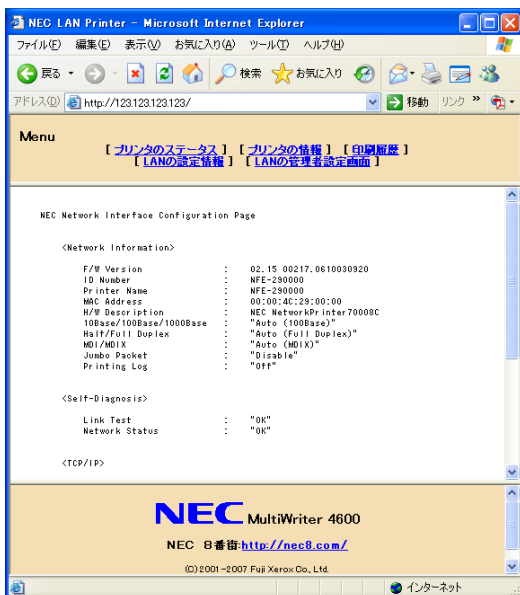 NEC LAN Printer - Microsoft Internet Explorer
ファイル(F) 編集(E) 表示(V) お気に入り(A) ツール(T) ヘルプ(H)
戻る 検索 お気に入り
アドレス(D) http://123.123.123.123/ 移動 リンク »
Menu
[ プリンタのステータス ] [ プリンタの情報 ] [ 印刷履歴 ]
[ LANの設定情報 ] [ LANの管理者設定画面 ]
NEC Network Interface Configuration Page
<Network Information>
F/W Version : 02.15 00217.0610030920
ID Number : NFE-290000
Printer Name : NFE-290000
MAC Address : 00:00:4C:29:00:00
H/W Description : NEC NetworkPrinter70008C
10Base/100Base/1000Base : "Auto (100Base)"
Half/Full Duplex : "Auto (Full Duplex)"
MDI/MDIX : "Auto (MDIX)"
Jumbo Packet : "Disable"
Printing Log : "Off"
<Self-Diagnosis>
Link Test : "OK"
Network Status : "OK"
<TCP/IP>
NEC MultiWriter 4600
NEC 8番街:http://nec8.com/
(C) 2001-2007 Fuji Xerox Co., Ltd.
インターネット